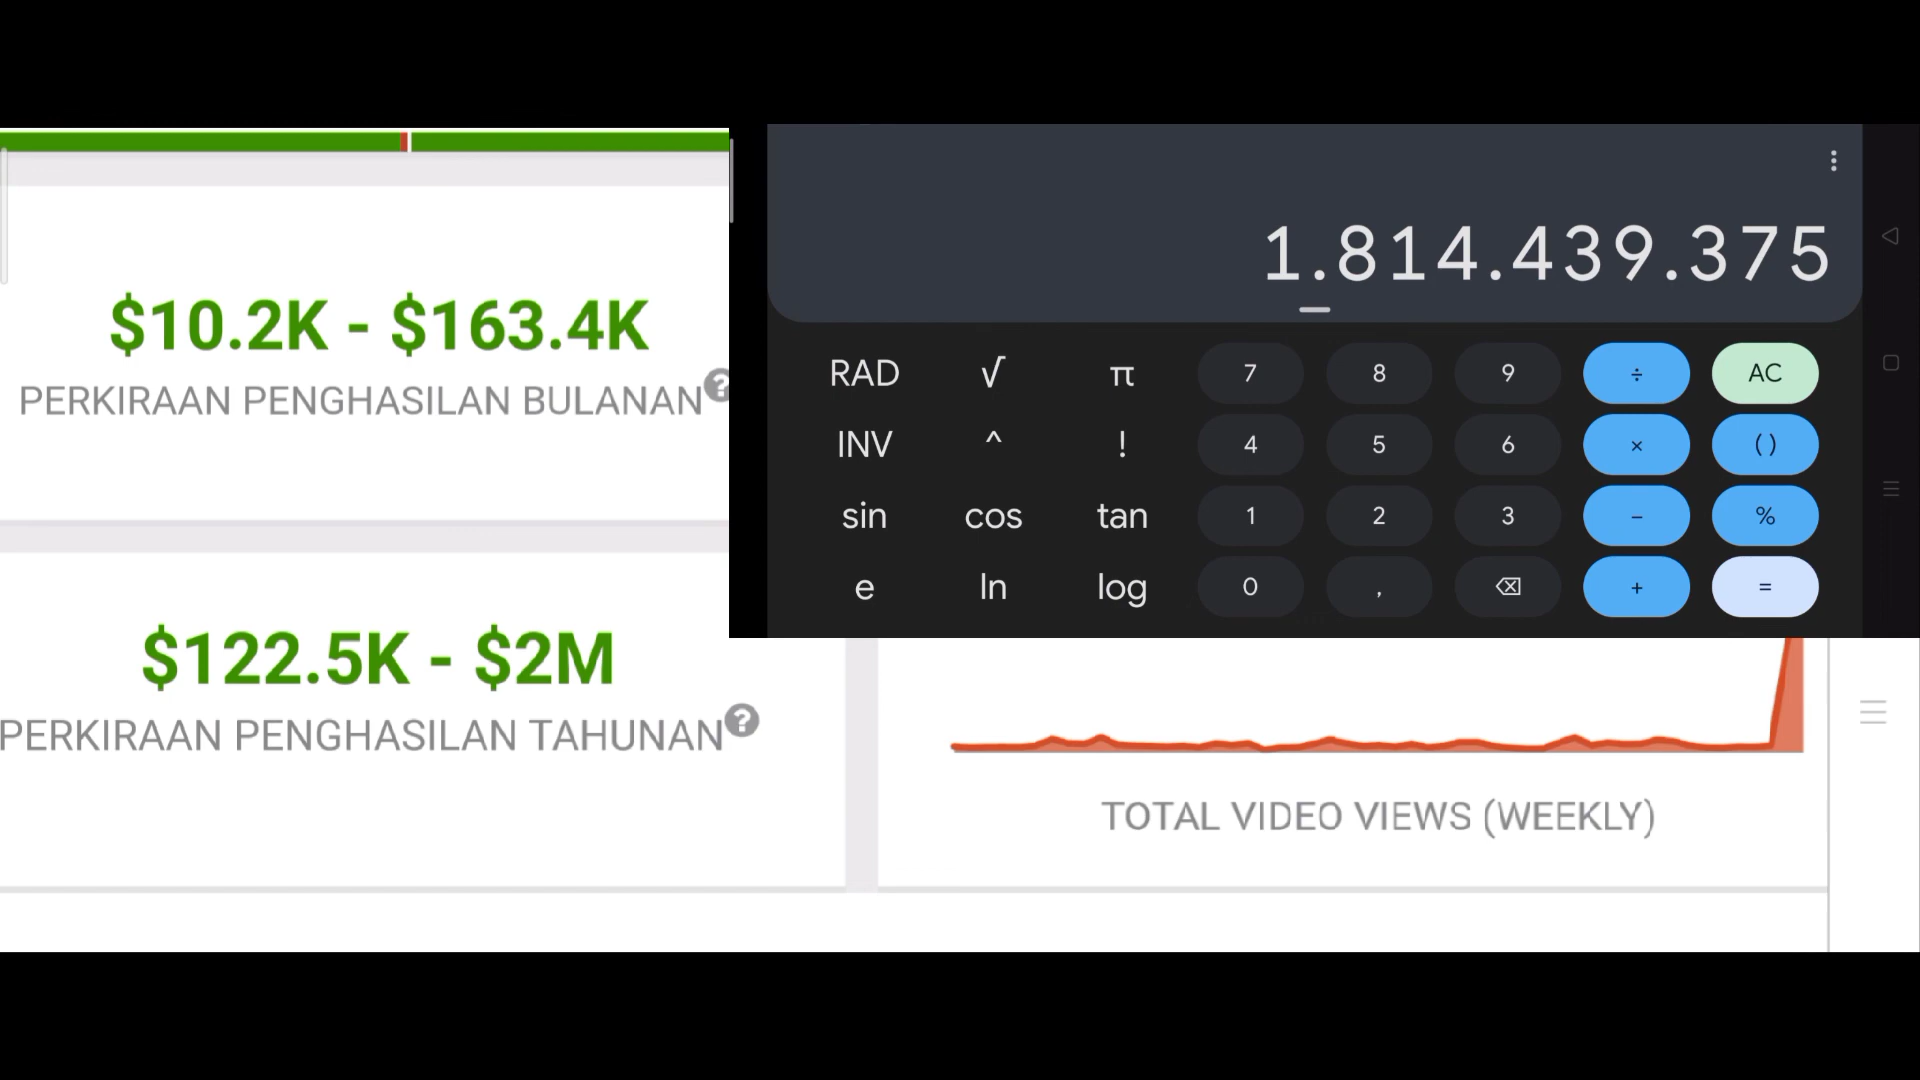 $10.2K - $163.4K
PERKIRAAN PENGHASILAN BULANAN?
$122.5K - $2M
PERKIRAAN PENGHASILAN TAHUNAN?
1.814.439.375
RAD √ π 7 8 9 ÷ AC
INV ^ ! 4 5 6 × ()
sin cos tan 1 2 3 − %
e ln log 0 , + =
TOTAL VIDEO VIEWS (WEEKLY)